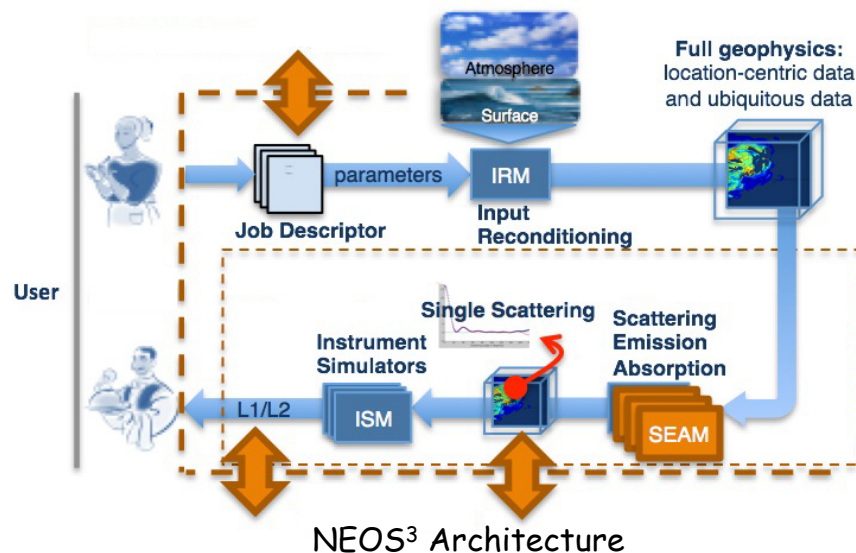 Atmosphere
Surface
Full geophysics:
location-centric data
and ubiquitous data
parameters
IRM
Job Descriptor
Input
Reconditioning
User
Single Scattering
Instrument
Simulators
Scattering
Emission
Absorption
L1/L2
ISM
SEAM
NEOS³ Architecture